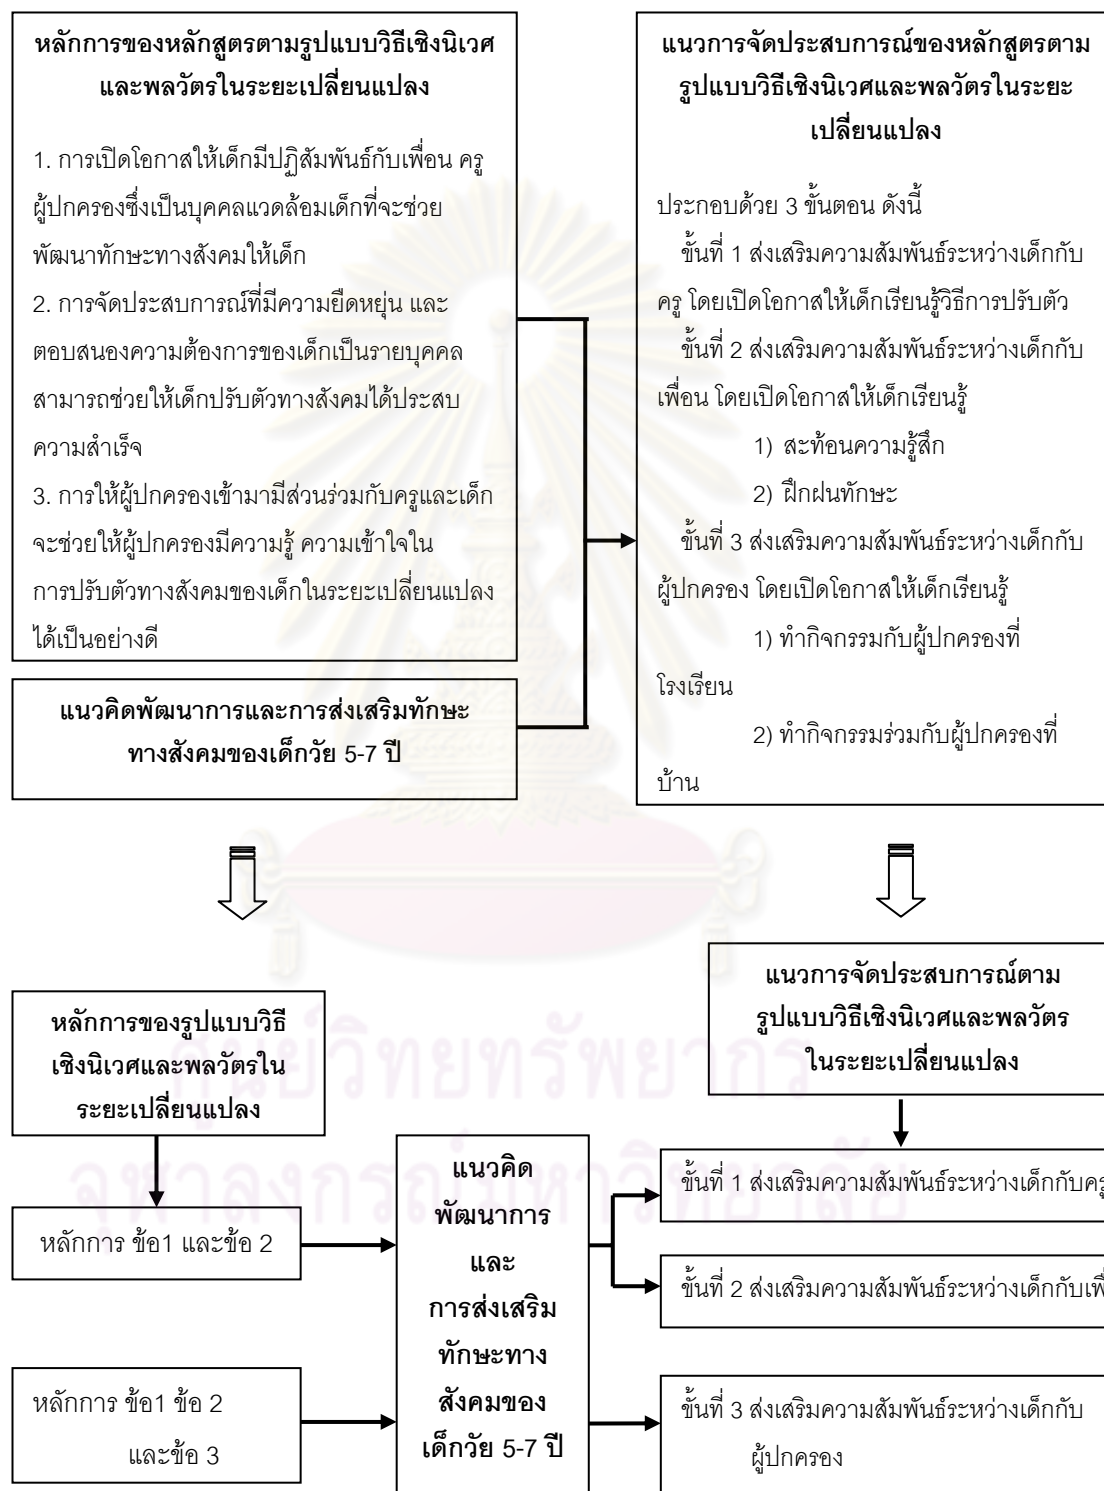 หลักการของหลักสูตรตามรูปแบบวิธีเชิงนิเวศ
และพลวัตรในระยะเปลี่ยนแปลง
1. การเปิดโอกาสให้เด็กมีปฏิสัมพันธ์กับเพื่อน ครู
ผู้ปกครองซึ่งเป็นบุคคลแวดล้อมเด็กที่จะช่วย
พัฒนาทักษะทางสังคมให้เด็ก
2. การจัดประสบการณ์ที่มีความยืดหยุ่น และ
ตอบสนองความต้องการของเด็กเป็นรายบุคคล
สามารถช่วยให้เด็กปรับตัวทางสังคมได้ประสบ
ความสำเร็จ
3. การให้ผู้ปกครองเข้ามามีส่วนร่วมกับครูและเด็ก
จะช่วยให้ผู้ปกครองมีความรู้ ความเข้าใจใน
การปรับตัวทางสังคมของเด็กในระยะเปลี่ยนแปลง
ได้เป็นอย่างดี
แนวคิดพัฒนาการและการส่งเสริมทักษะ
ทางสังคมของเด็กวัย 5-7 ปี
แนวการจัดประสบการณ์ของหลักสูตรตาม
รูปแบบวิธีเชิงนิเวศและพลวัตรในระยะ
เปลี่ยนแปลง
ประกอบด้วย 3 ขั้นตอน ดังนี้
ขั้นที่ 1 ส่งเสริมความสัมพันธ์ระหว่างเด็กกับ
ครู โดยเปิดโอกาสให้เด็กเรียนรู้วิธีการปรับตัว
ขั้นที่ 2 ส่งเสริมความสัมพันธ์ระหว่างเด็กกับ
เพื่อน โดยเปิดโอกาสให้เด็กเรียนรู้
1) สะท้อนความรู้สึก
2) ฝึกฝนทักษะ
ขั้นที่ 3 ส่งเสริมความสัมพันธ์ระหว่างเด็กกับ
ผู้ปกครอง โดยเปิดโอกาสให้เด็กเรียนรู้
1) ทำกิจกรรมกับผู้ปกครองที่
โรงเรียน
2) ทำกิจกรรมร่วมกับผู้ปกครองที่
บ้าน
หลักการของรูปแบบวิธี
เชิงนิเวศและพลวัตรใน
ระยะเปลี่ยนแปลง
หลักการ ข้อ1 และข้อ 2
หลักการ ข้อ1 ข้อ 2
และข้อ 3
แนวคิด
พัฒนาการ
และ
การส่งเสริม
ทักษะทาง
สังคมของ
เด็กวัย 5-7 ปี
แนวการจัดประสบการณ์ตาม
รูปแบบวิธีเชิงนิเวศและพลวัตร
ในระยะเปลี่ยนแปลง
ขั้นที่ 1 ส่งเสริมความสัมพันธ์ระหว่างเด็กกับครู
ขั้นที่ 2 ส่งเสริมความสัมพันธ์ระหว่างเด็กกับเพื่
ขั้นที่ 3 ส่งเสริมความสัมพันธ์ระหว่างเด็กกับ
ผู้ปกครอง
ศูนย์วิทยทรัพยากร
จุฬาลงกรณ์มหาวิทยาลัย